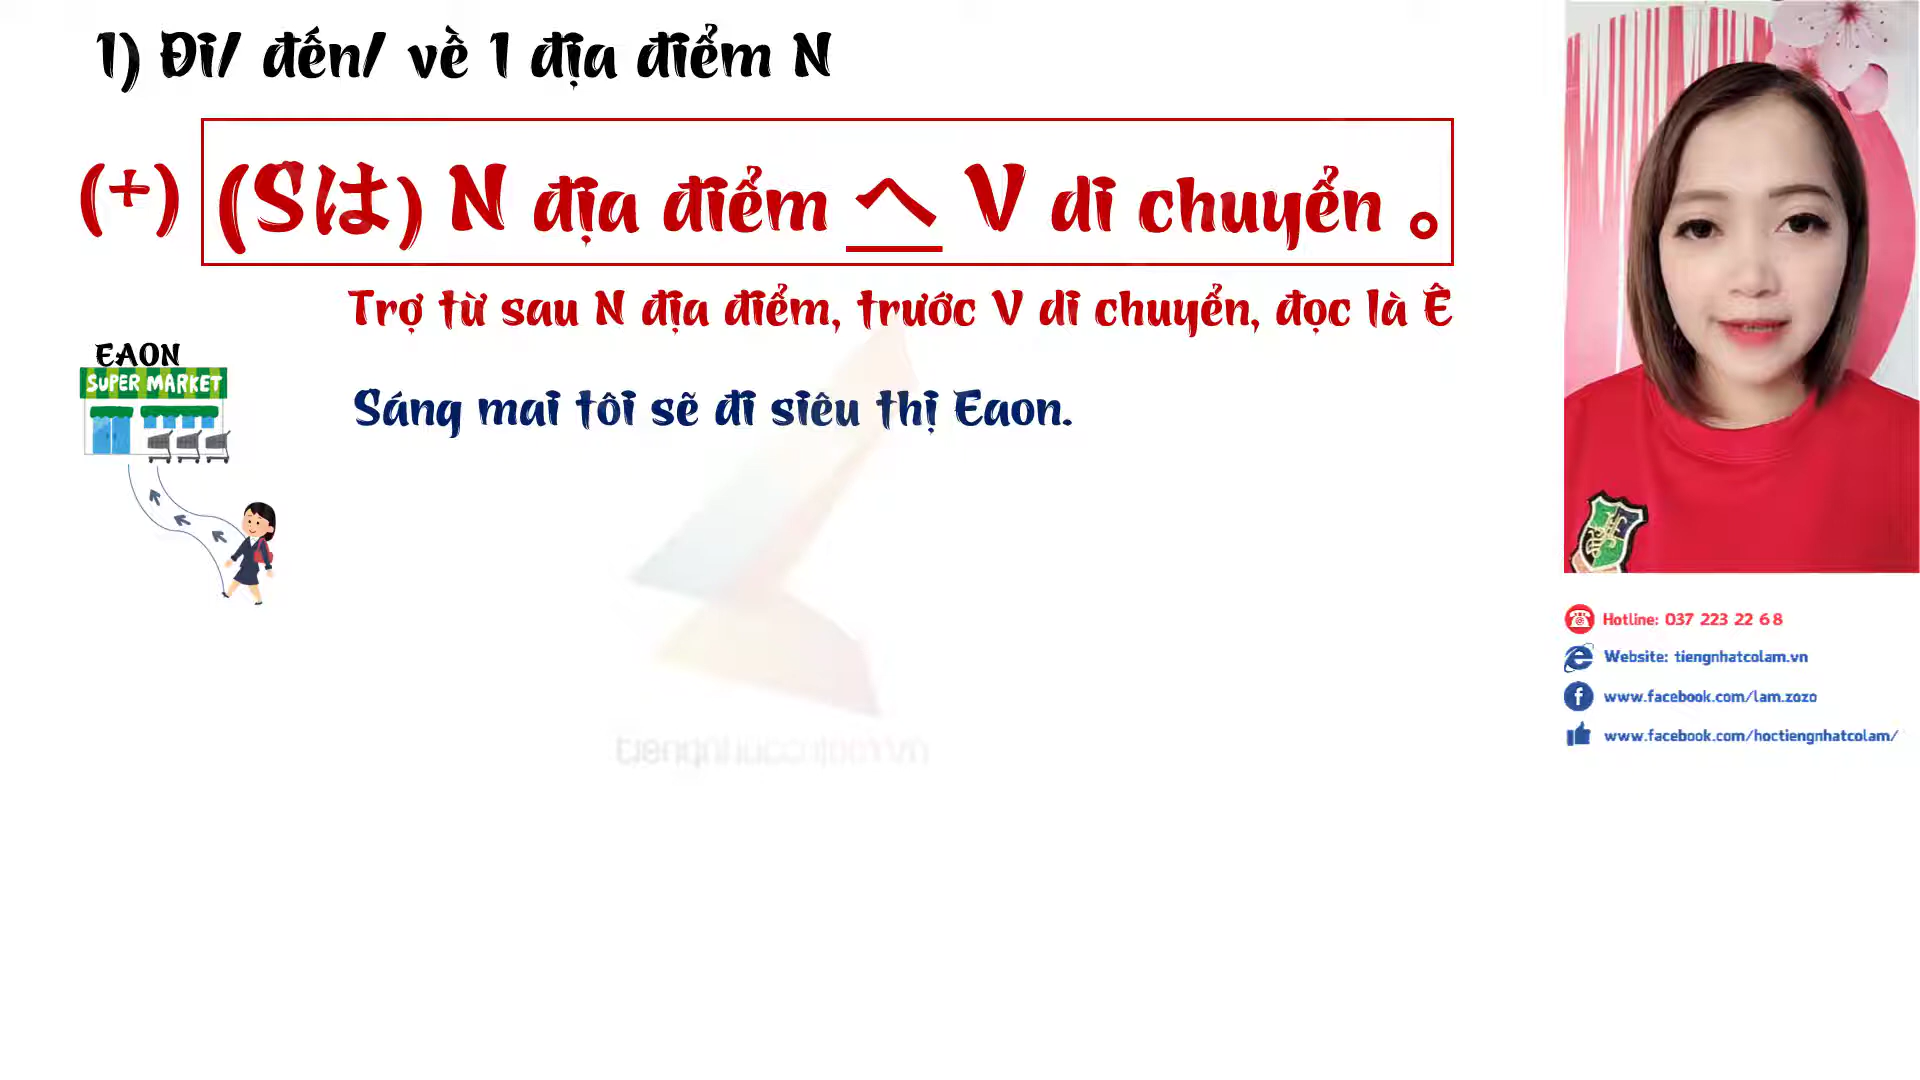 1) Đi/ đến/ về 1 địa điểm N
(+) (Sは) N địa điểm へ V di chuyển 。
Trợ từ sau N địa điểm, trước V di chuyển, đọc là Ê
EAON
SUPER MARKET
Sáng mai tôi sẽ đi siêu thị Eaon.
tiengnhatcolam.vn
Hotline: 037 223 22 68
Website: tiengnhatcolam.vn
www.facebook.com/lam.zozo
www.facebook.com/hoctiengnhatcolam/